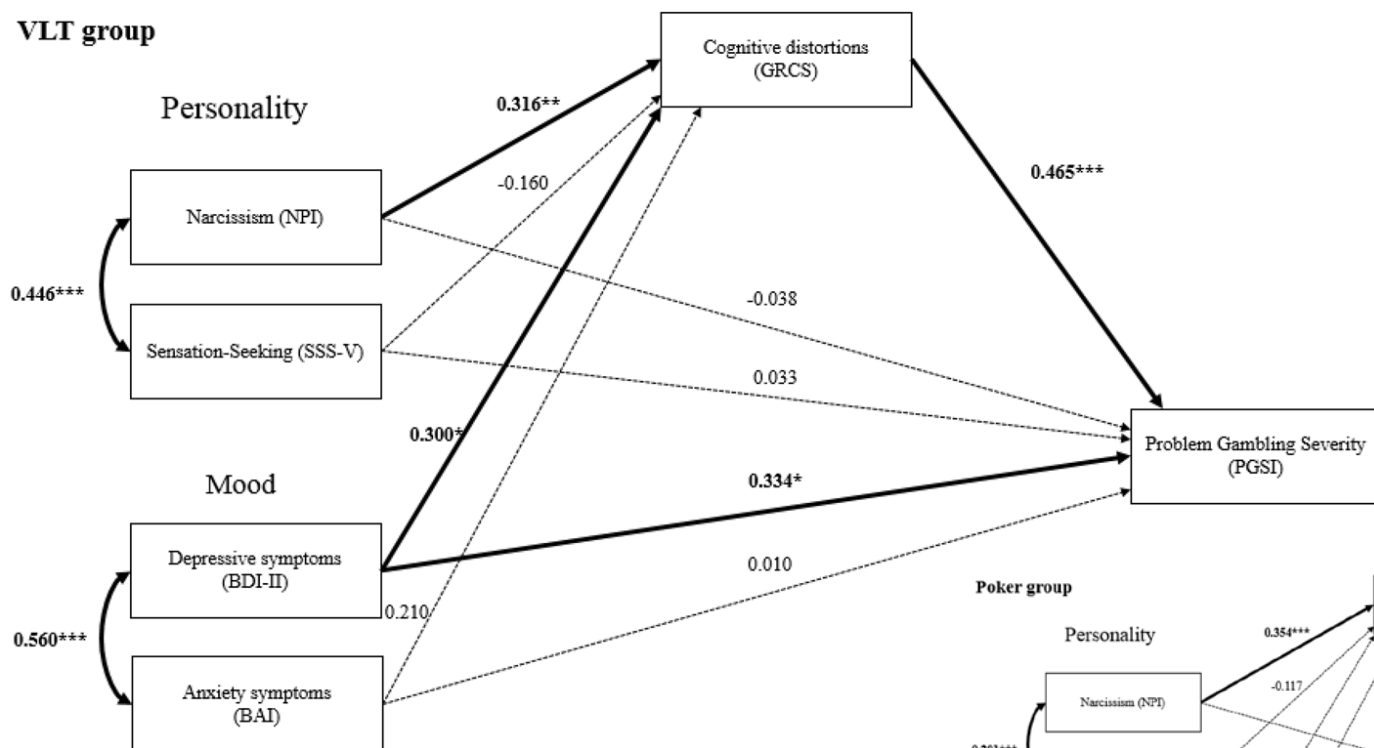 VLT group
Cognitive distortions
(GRCS)
Personality
0.316**
-0.160
0.465***
Narcissism (NPI)
0.446***
-0.038
Sensation-Seeking (SSS-V)
0.033
0.300*
Problem Gambling Severity
(PGSI)
Mood
0.334*
Depressive symptoms
(BDI-II)
0.010
0.210
0.560***
Anxiety symptoms
(BAI)
Poker group
Personality
0.354***
-0.117
Narcissism (NPI)